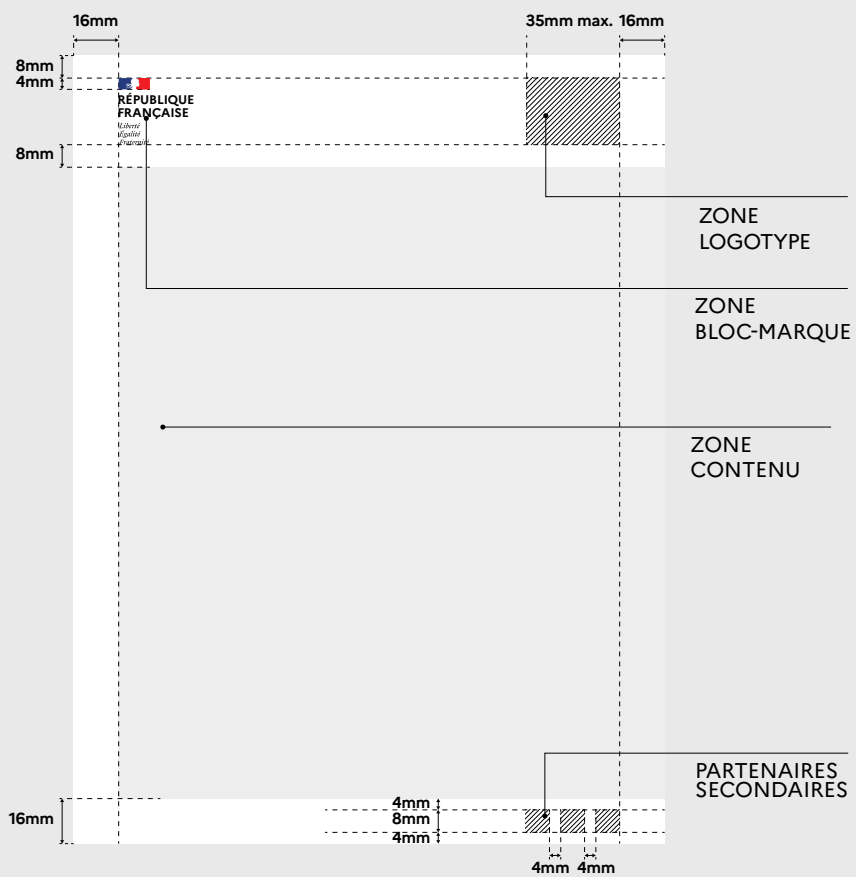 16mm
35mm max.
16mm
8mm
4mm
RÉPUBLIQUE
FRANÇAISE
Liberté
Égalité
Fraternité
8mm
ZONE
LOGOTYPE
ZONE
BLOC-MARQUE
ZONE
CONTENU
PARTENAIRES
SECONDAIRES
16mm
4mm
8mm
4mm
4mm
4mm